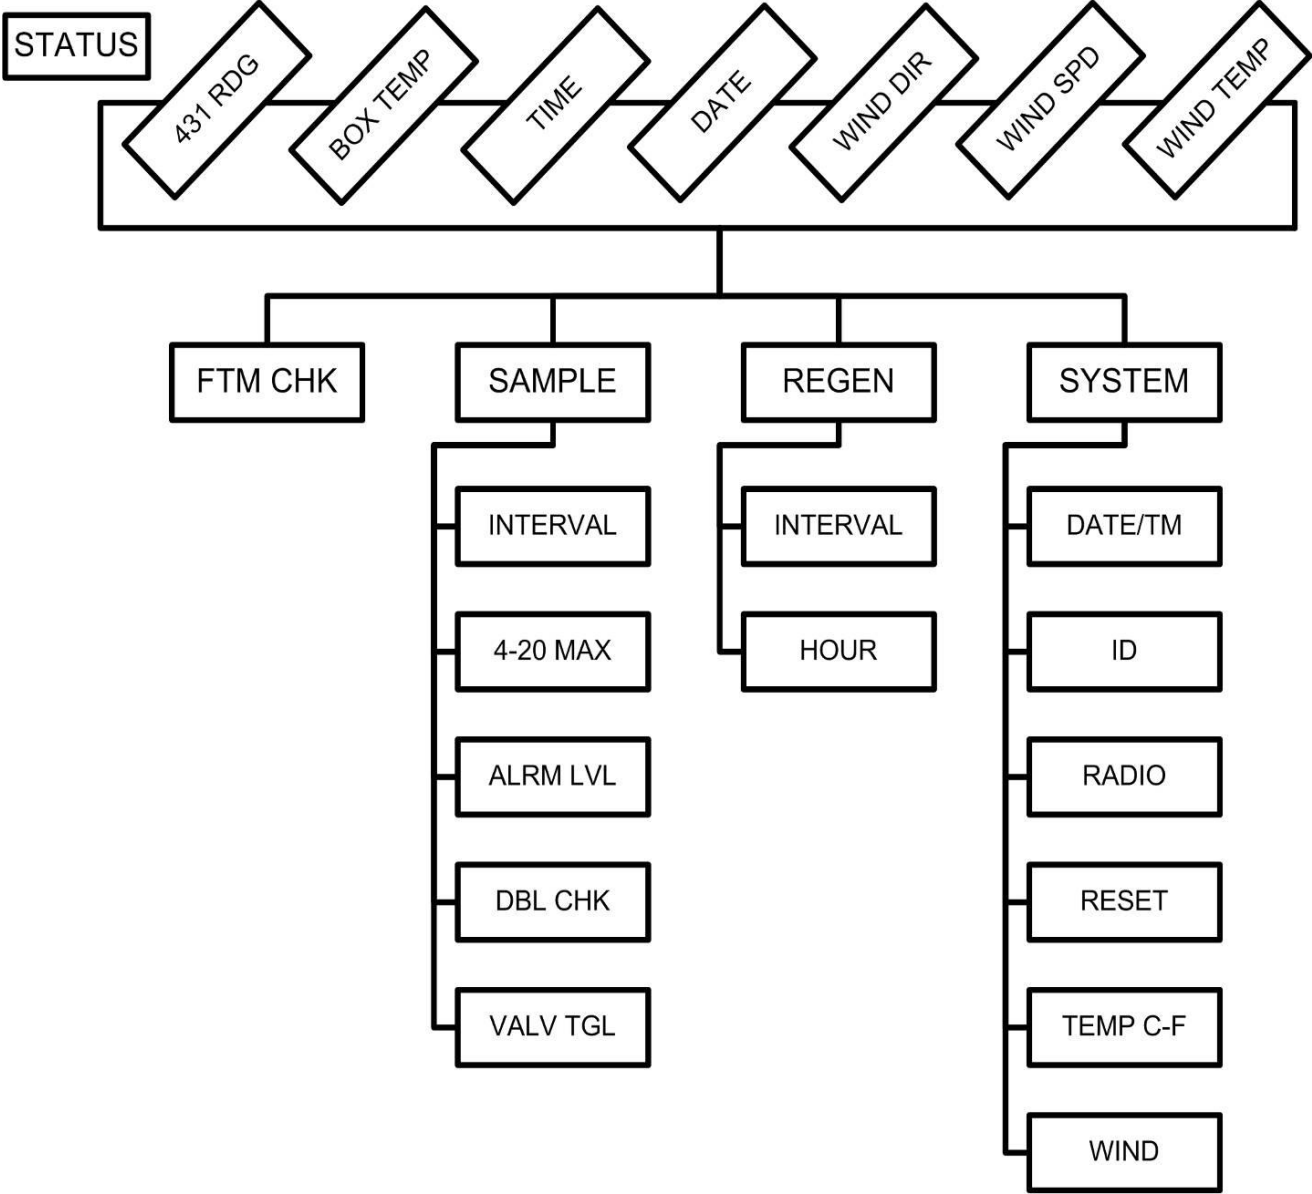 STATUS
431 RDG
BOX TEMP
TIME
DATE
WIND DIR
WIND SPD
WIND TEMP
FTM CHK
SAMPLE
REGEN
SYSTEM
INTERVAL
INTERVAL
DATE/TM
4-20 MAX
HOUR
ID
ALRM LVL
RADIO
DBL CHK
RESET
VALV TGL
TEMP C-F
WIND